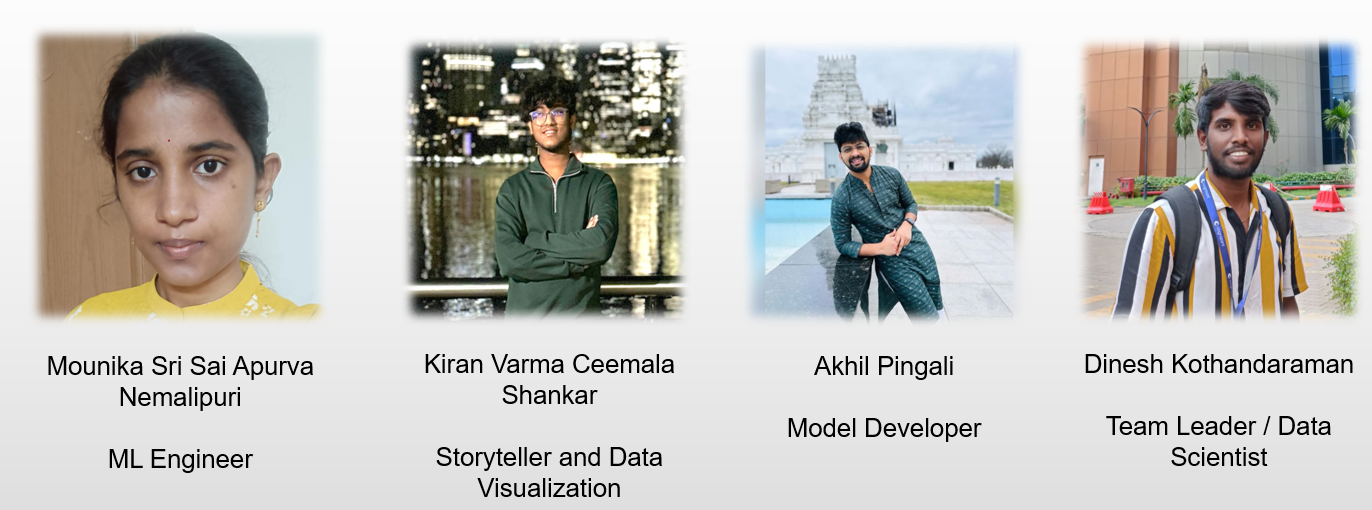 Mounika Sri Sai Apurva
Nemalipuri
ML Engineer
Kiran Varma Ceemala
Shankar
Storyteller and Data
Visualization
Akhil Pingali
Model Developer
Dinesh Kothandaraman
Team Leader / Data
Scientist